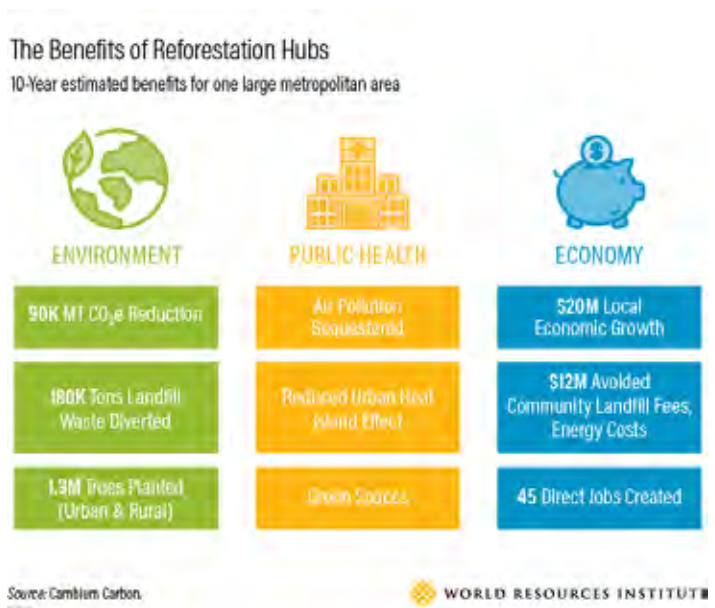 The Benefits of Reforestation Hubs
10-Year estimated benefits for one large metropolitan area
ENVIRONMENT
90K MT CO₂e Reduction
180K Tons Landfill
Waste Diverted
1.3M Trees Planted
(Urban & Rural)
PUBLIC HEALTH
Air Pollution
Sequestered
Reduced Urban Heat
Island Effect
Green Spaces
ECONOMY
$20M Local
Economic Growth
$12M Avoided
Community Landfill Fees,
Energy Costs
45 Direct Jobs Created
Source: Cambium Carbon.
WORLD RESOURCES INSTITUTE